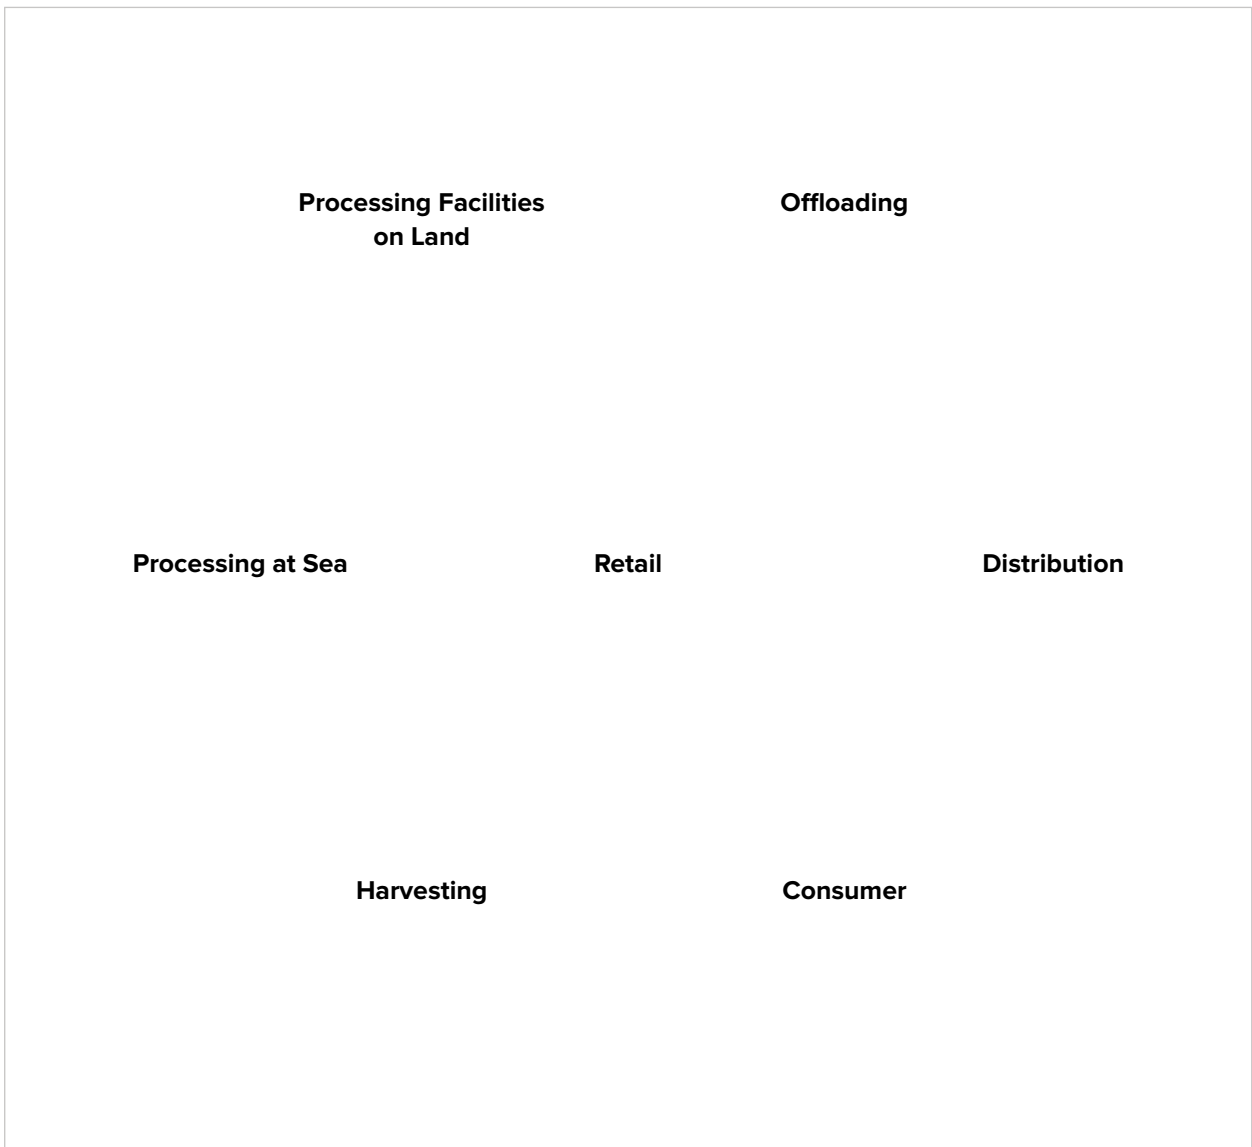 Processing Facilities
on Land
Offloading
Processing at Sea
Retail
Distribution
Harvesting
Consumer